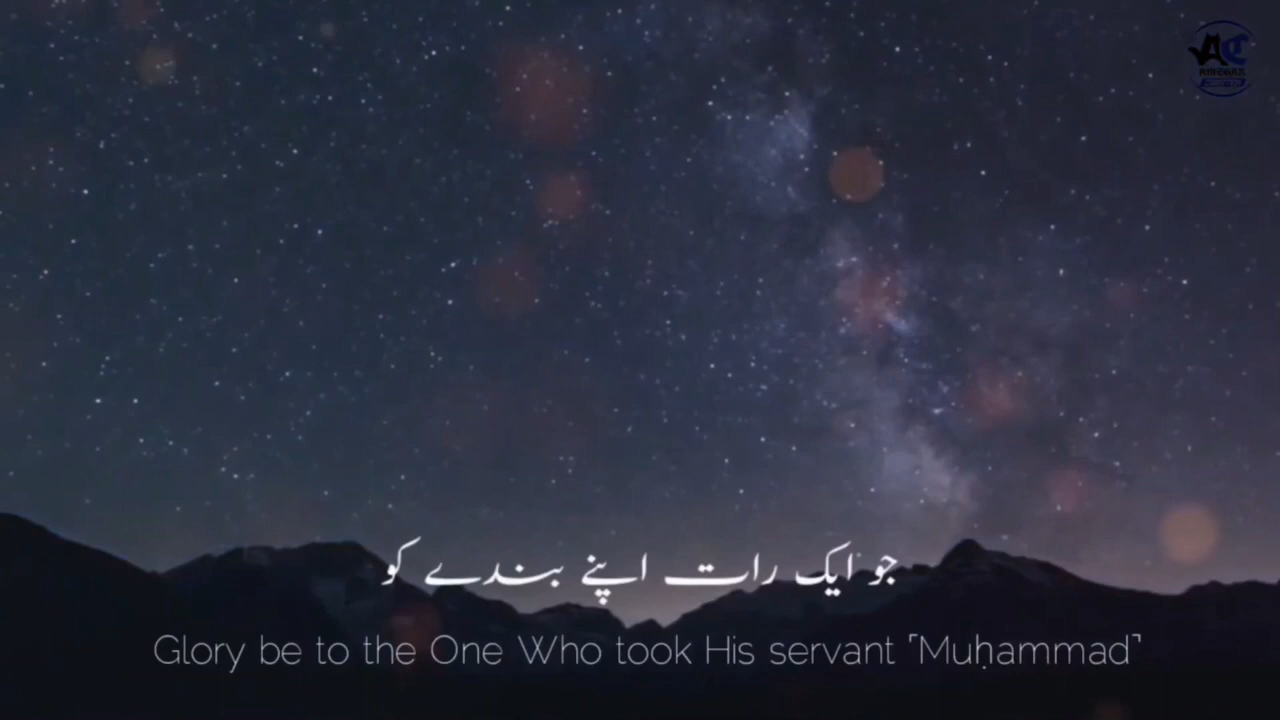 جو ایک رات اپنے بندے کو
Glory be to the One Who took His servant ⸢Muḥammad⸣